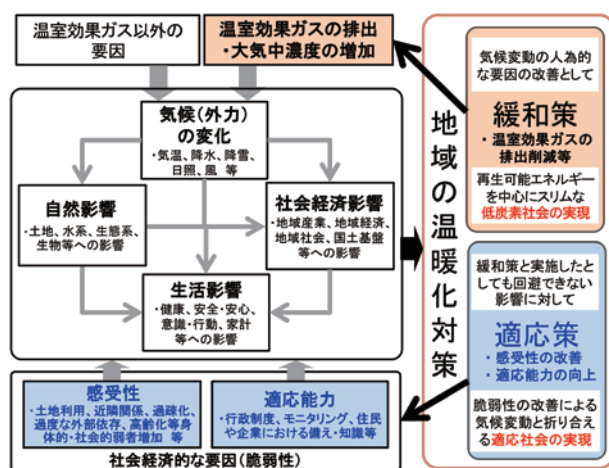 温室効果ガス以外の
要因
温室効果ガスの排出
・大気中濃度の増加
気候(外力)
の変化
・気温、降水、降雪、
日照、風 等
自然影響
・土地、水系、生態系、
生物等への影響
社会経済影響
・地域産業、地域経済、
地域社会、国土基盤
等への影響
生活影響
・健康、安全・安心、
意識・行動、家計
等への影響
感受性
・土地利用、近隣関係、過疎化、
過度な外部依存、高齢化等身
体的・社会的弱者増加 等
適応能力
・行政制度、モニタリング、住民
や企業における備え・知識等
社会経済的な要因(脆弱性)
地域の温暖化対策
気候変動の人為的
な要因の改善として
緩和策
・温室効果ガスの
排出削減等
再生可能エネルギー
を中心にスリムな
低炭素社会の実現
緩和策と実施したと
しても回避できない
影響に対して
適応策
・感受性の改善
・適応能力の向上
脆弱性の改善による
気候変動と折り合え
る適応社会の実現